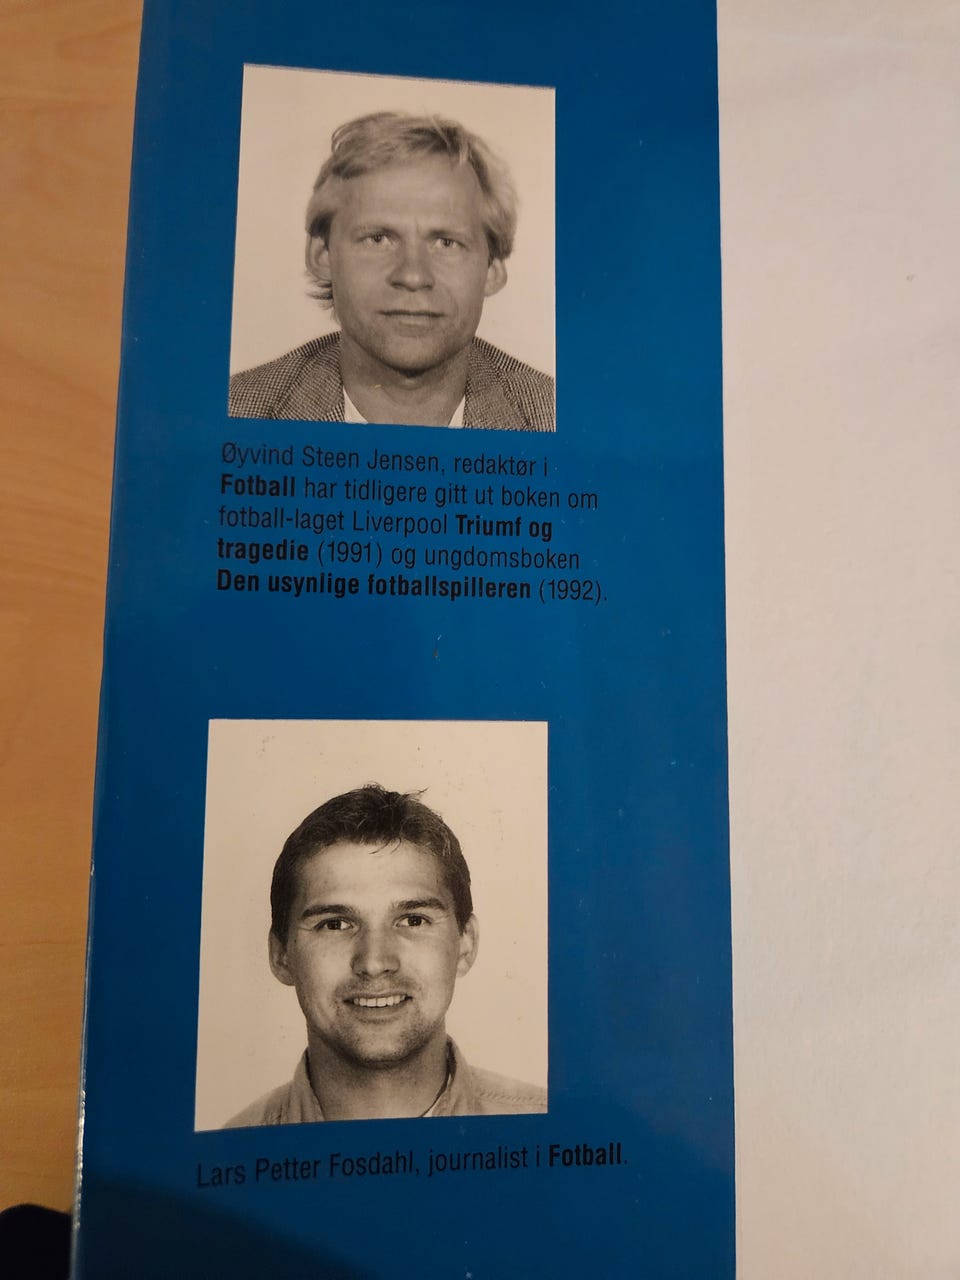 Øyvind Steen Jensen, redaktør i
Fotball har tidligere gitt ut boken om
fotball-laget Liverpool Triumf og
tragedie (1991) og ungdomsboken
Den usynlige fotballspilleren (1992).
Lars Petter Fosdahl, journalist i Fotball.